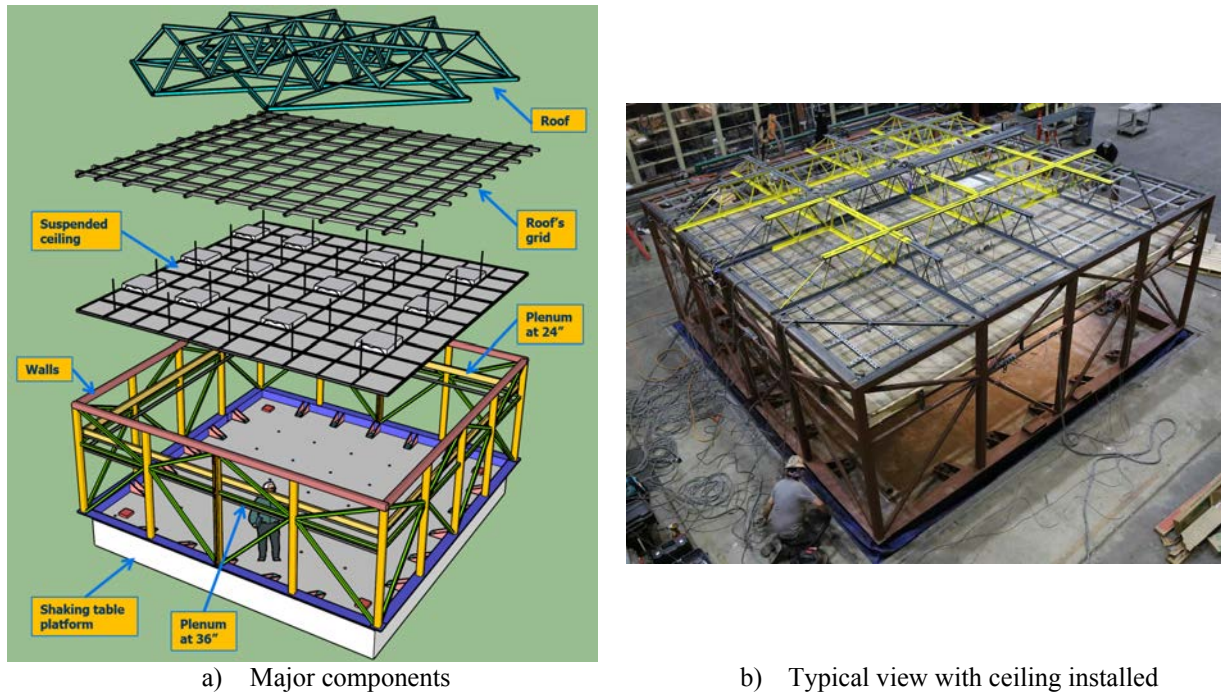 Roof
Suspended
ceiling
Roof's
grid
Plenum
at 24"
Walls
Shaking table
platform
Plenum
at 36"
a) Major components
b) Typical view with ceiling installed